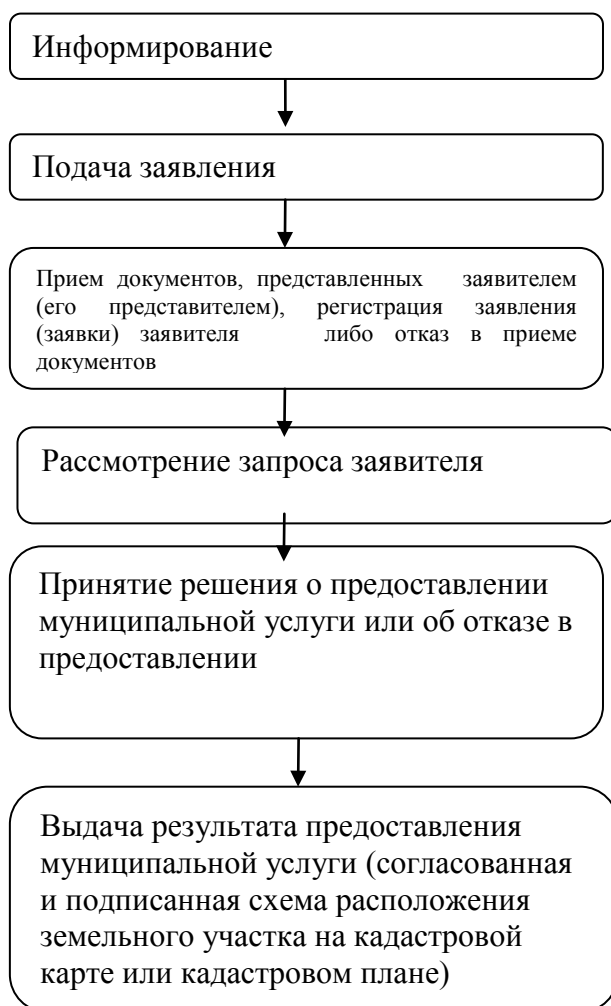 Информирование
Подача заявления
Прием документов, представленных заявителем
(его представителем), регистрация заявления
(заявки) заявителя либо отказ в приеме
документов
Рассмотрение запроса заявителя
Принятие решения о предоставлении
муниципальной услуги или об отказе в
предоставлении
Выдача результата предоставления
муниципальной услуги (согласованная
и подписанная схема расположения
земельного участка на кадастровой
карте или кадастровом плане)